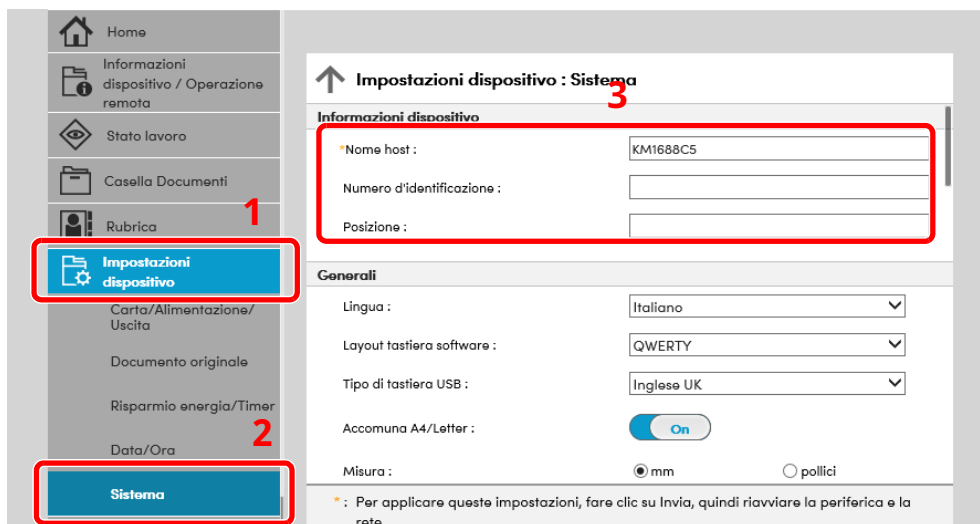 Home
Informazioni
dispositivo / Operazione
remota
Stato lavoro
Casella Documenti
1
Rubrica
Impostazioni
dispositivo
Carta/Alimentazione/
Uscita
Documento originale
Risparmio energia/Timer
2
Data/Ora
Sistema
Impostazioni dispositivo : Sistema
3
Informazioni dispositivo
*Nome host : KM1688C5
Numero d'identificazione :
Posizione :
Generali
Lingua : Italiano
Layout tastiera software : QWERTY
Tipo di tastiera USB : Inglese UK
Accomuna A4/Letter : On
Misura : mm pollici
* : Per applicare queste impostazioni, fare clic su Invia, quindi riavviare la periferica e la
rete